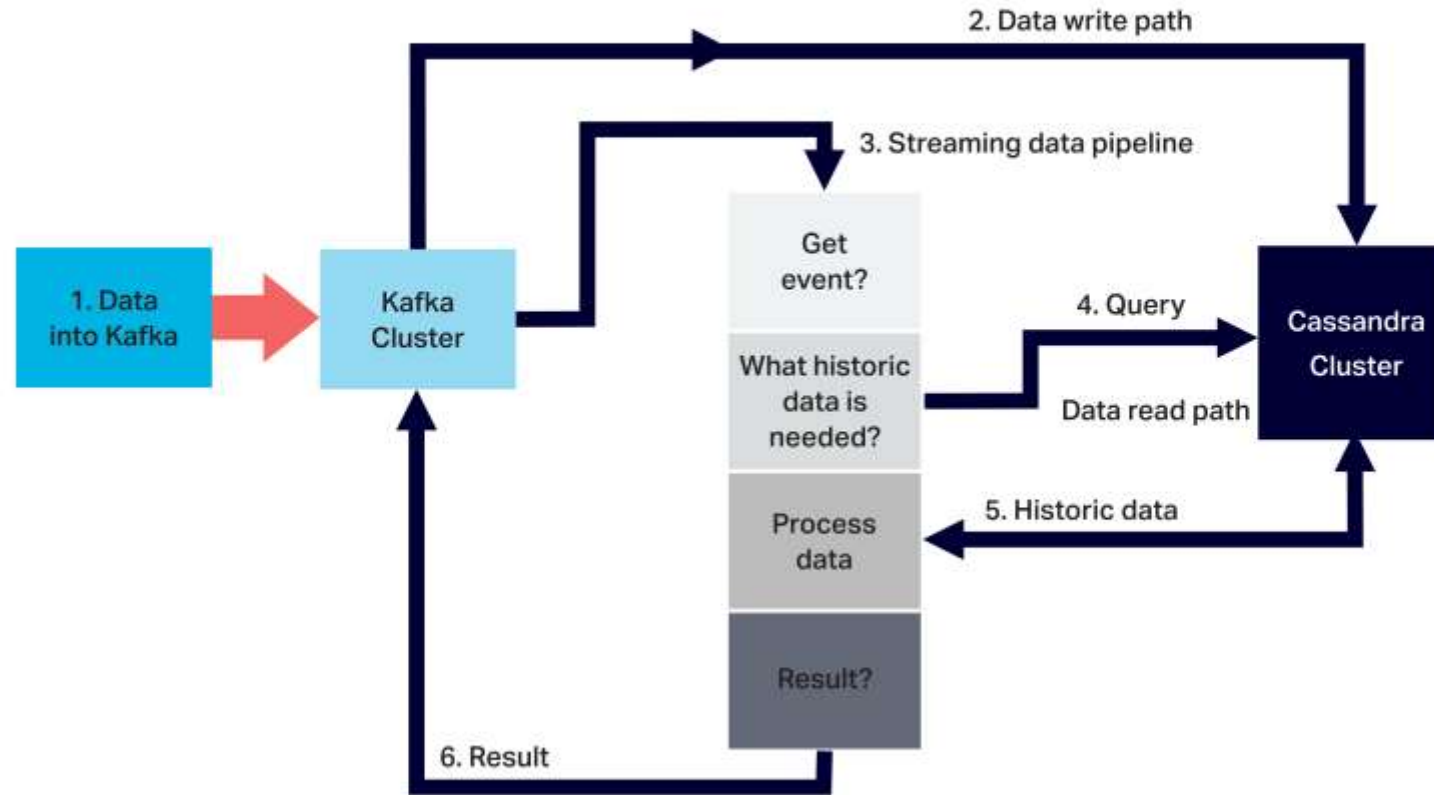 2. Data write path
3. Streaming data pipeline
1. Data
into Kafka
Kafka
Cluster
Get
event?
What historic
data is
needed?
Process
data
Result?
4. Query
Data read path
Cassandra
Cluster
5. Historic data
6. Result